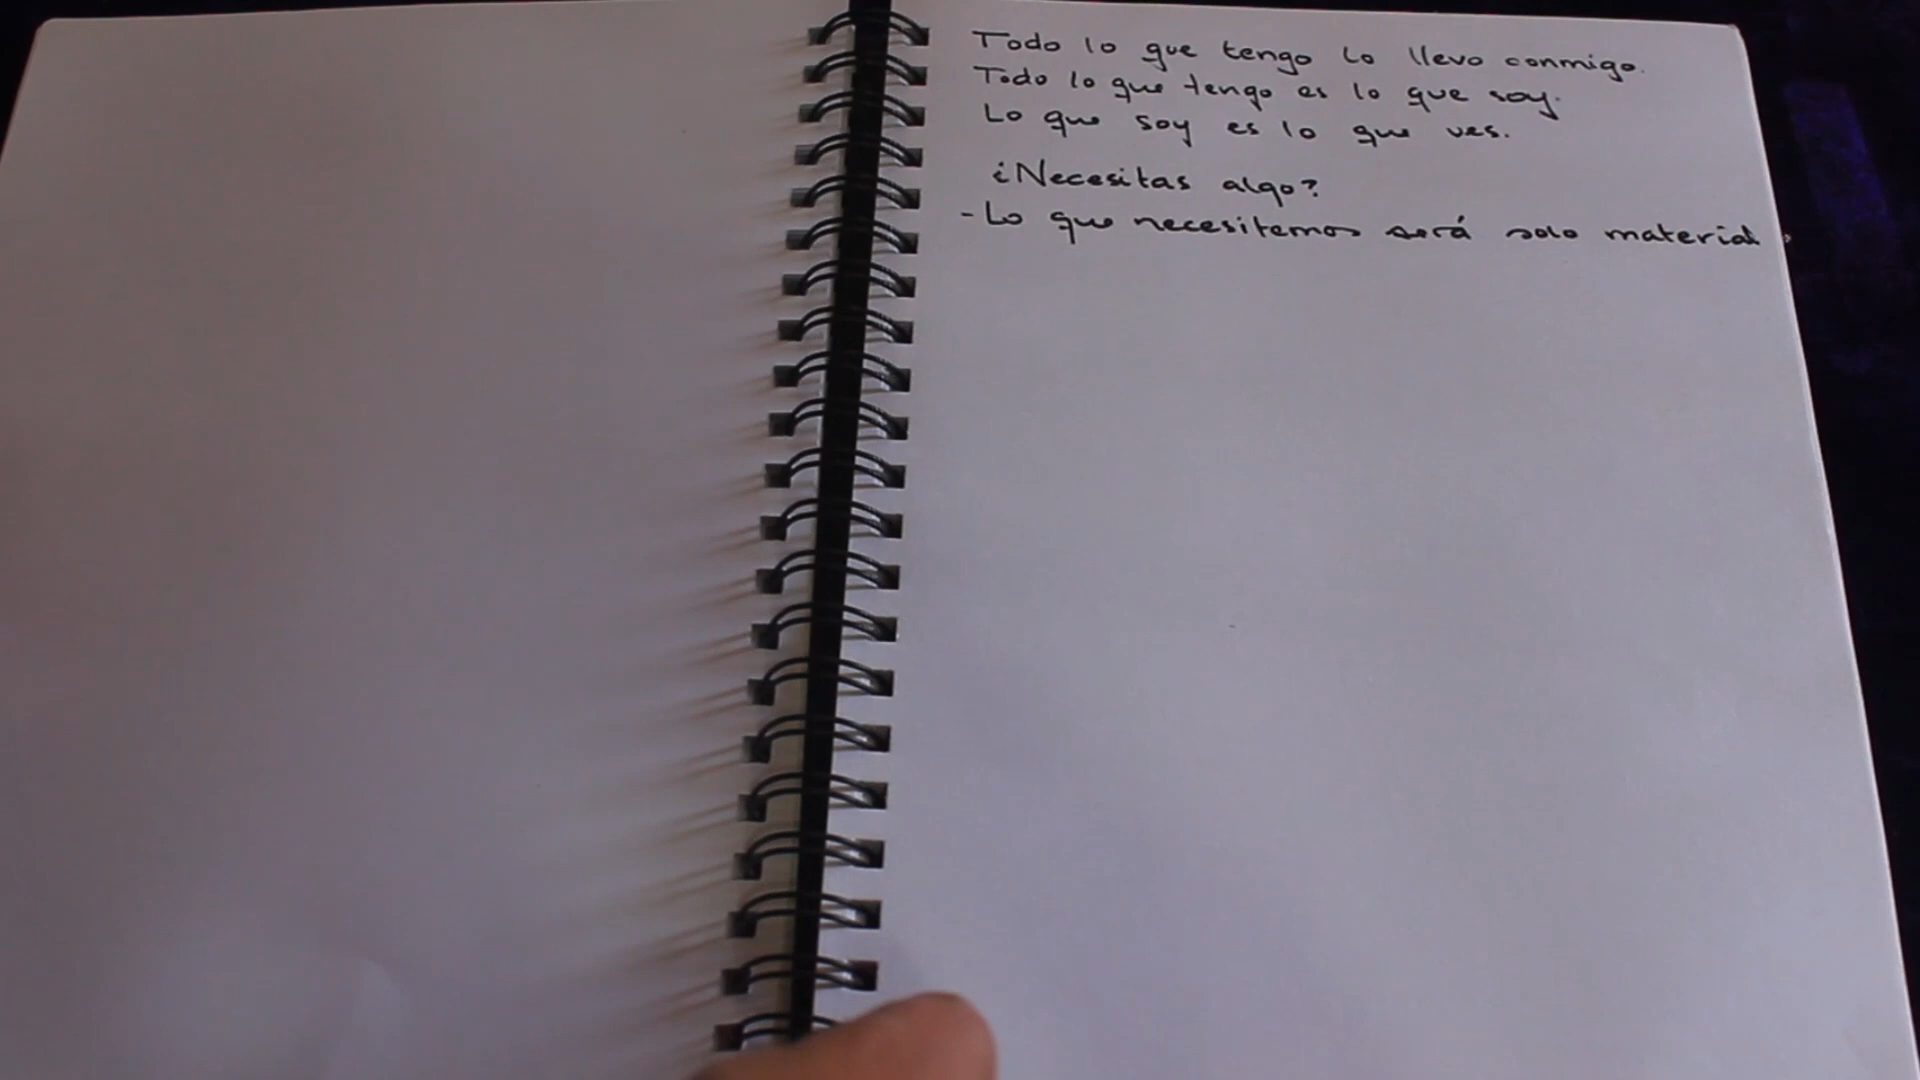 Todo lo que tengo lo llevo conmigo.
Todo lo que tengo es lo que soy.
Lo que soy es lo que ves.
¿Necesitas algo?
- Lo que necesitemos será solo material.